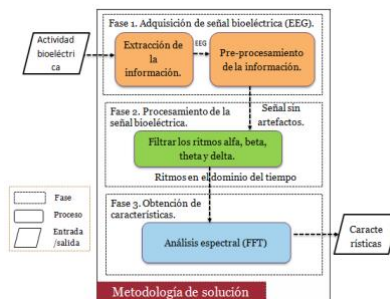 Fase 1. Adquisición de señal bioeléctrica (EEG).
Actividad
bioeléctri
ca
Extracción de
la
información.
EEG
Pre-procesamiento
de la información.
Señal sin
artefactos.
Fase 2. Procesamiento de la
señal bioeléctrica.
Filtrar los ritmos alfa, beta,
theta y delta.
Ritmos en el dominio del tiempo
Fase 3. Obtención de
características.
Análisis espectral (FFT)
Caracte
rísticas
Fase
Proceso
Entrada
/salida
Metodología de solución